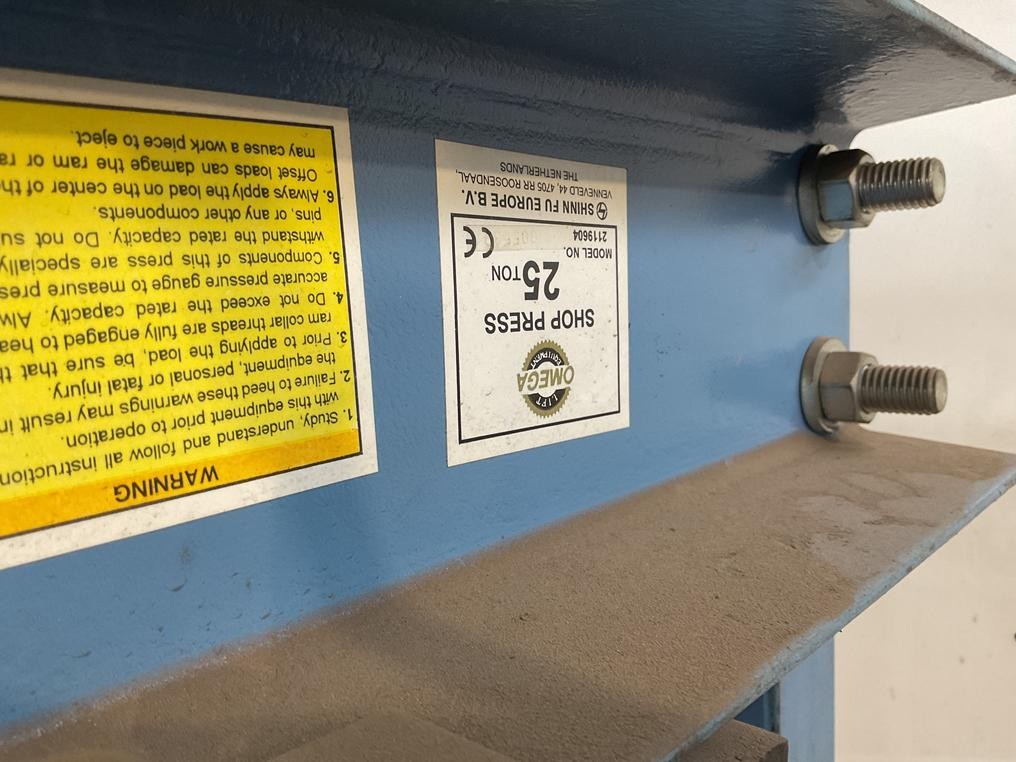 WARNING
1. Study, understand and follow all instruction
with this equipment prior to operation.
2. Failure to heed these warnings may result in
the equipment, personal or fatal injury.
3. Prior to applying the load, be sure that th
ram collar threads are fully engaged to hea
4. Do not exceed the rated capacity. Alw
accurate pressure gauge to measure pres
5. Components of this press are specially
withstand the rated capacity. Do not su
pins, or any other components.
6. Always apply the load on the center of the
Offset loads can damage the ram or ra
may cause a work piece to eject.
LIFT
OMEGA
EQUIPMENT
SHOP PRESS
25 TON
MODEL NO.
2119604
CE
SHINN FU EUROPE B.V.
VENNEVELD 44, 4705 RR ROOSENDAAL,
THE NETHERLANDS